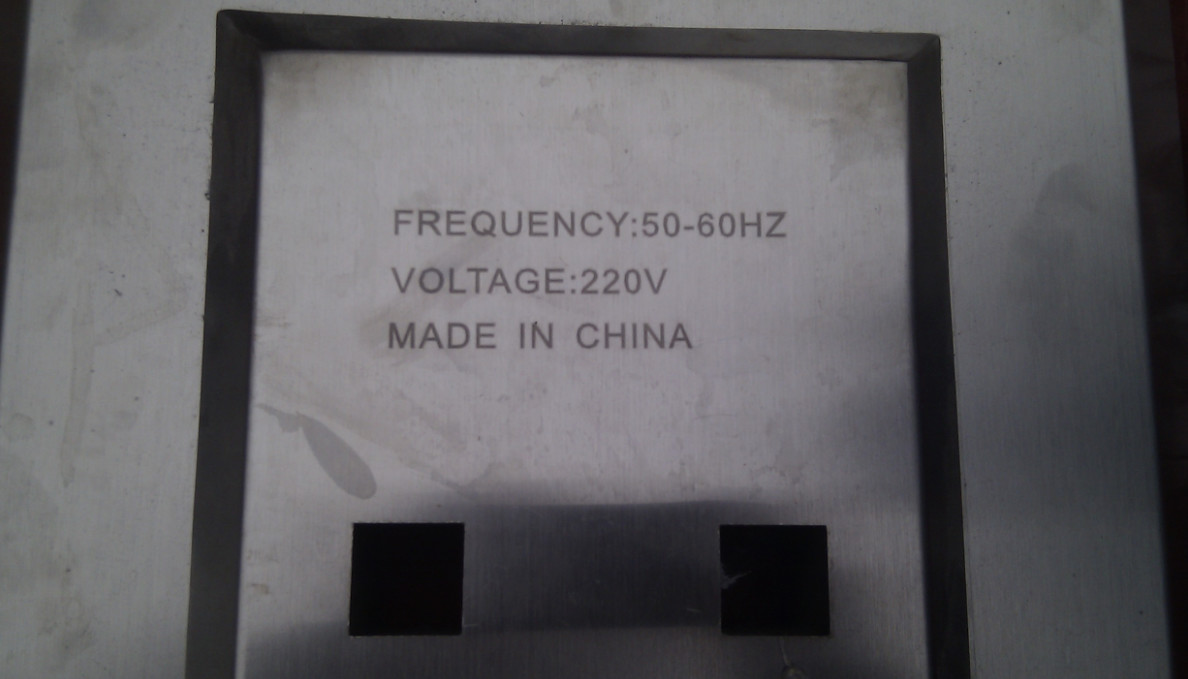 FREQUENCY:50-60HZ
VOLTAGE:220V
MADE IN CHINA